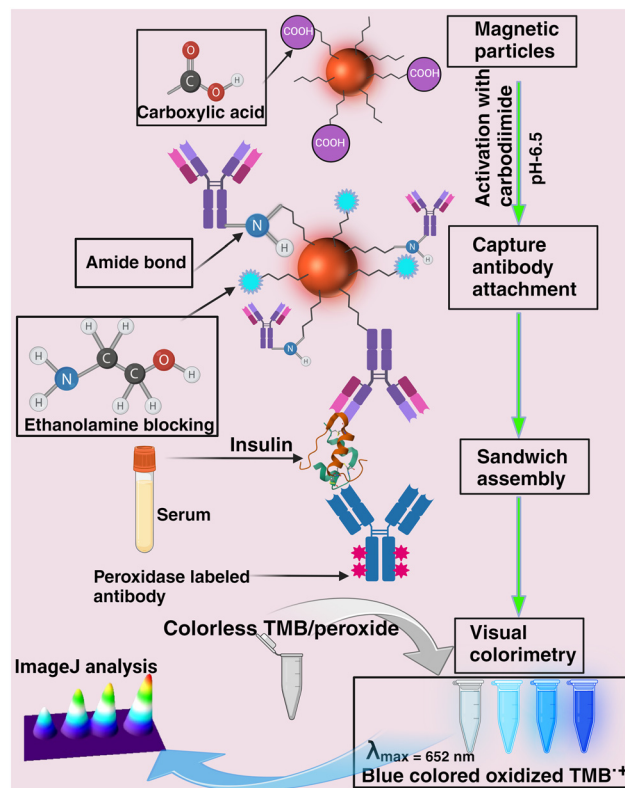 COOH
O
C
H
O
Carboxylic acid
COOH
COOH
Magnetic
particles
Activation with
carbodiimide
pH-6.5
N
H
Amide bond
N
H
Capture
antibody
attachment
H
H
H
C
O
N
C
H
H
H
H
Ethanolamine blocking
N
H
Insulin
Serum
Sandwich
assembly
Peroxidase labeled
antibody
Colorless TMB/peroxide
Visual
colorimetry
ImageJ analysis
λmax = 652 nm
Blue colored oxidized TMB·+